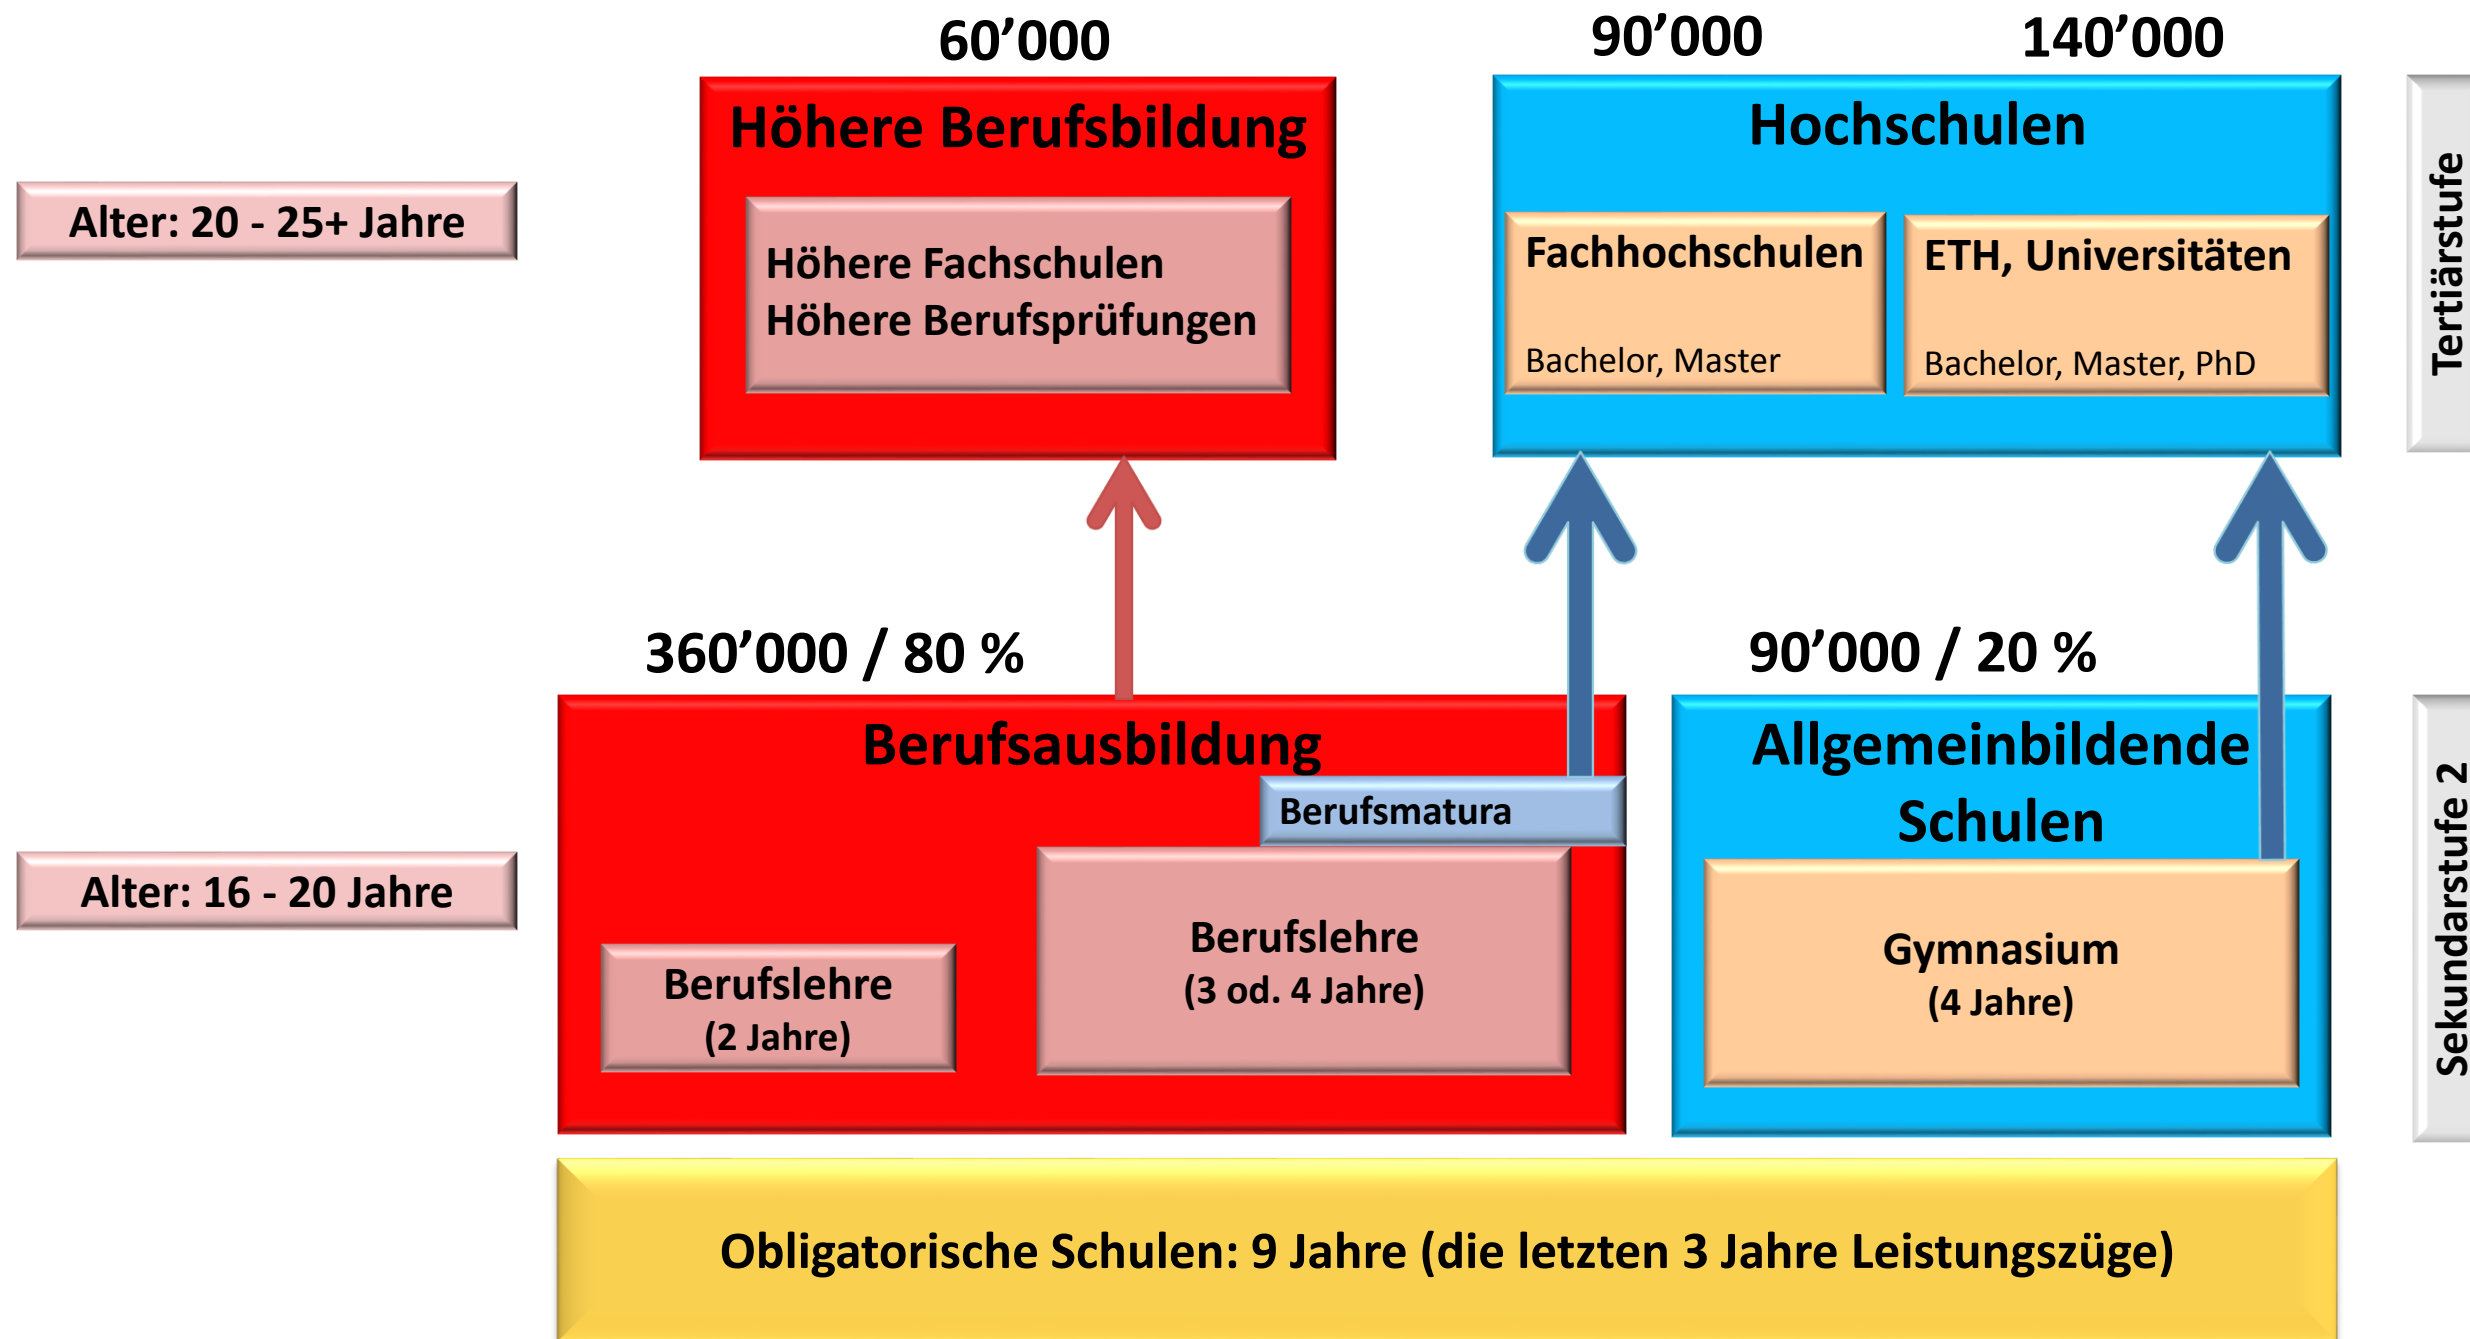 60’000
90’000
140’000
Höhere Berufsbildung
Hochschulen
Tertiärstufe
Alter: 20 - 25+ Jahre
Höhere Fachschulen
Höhere Berufsprüfungen
Fachhochschulen
Bachelor, Master
ETH, Universitäten
Bachelor, Master, PhD
360’000 / 80 %
90’000 / 20 %
Berufsausbildung
Allgemeinbildende
Schulen
Sekundarstufe 2
Berufsmatura
Alter: 16 - 20 Jahre
Berufslehre
(2 Jahre)
Berufslehre
(3 od. 4 Jahre)
Gymnasium
(4 Jahre)
Obligatorische Schulen: 9 Jahre (die letzten 3 Jahre Leistungszüge)